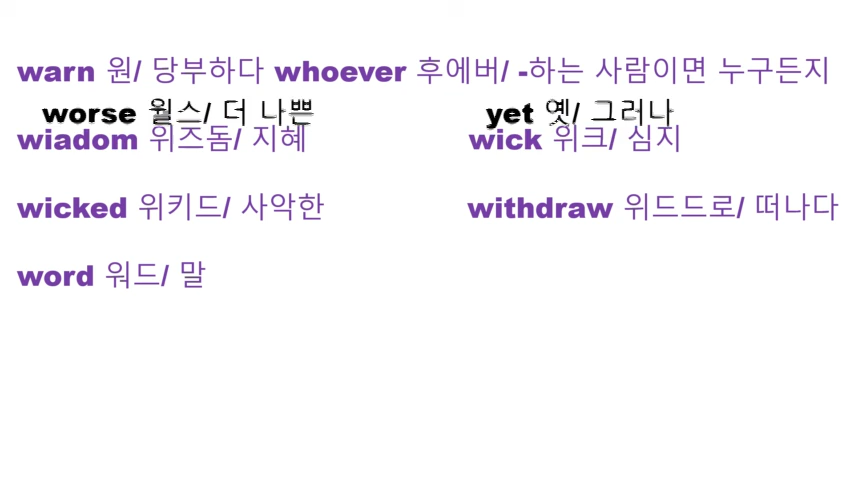 warn 원/ 당부하다 whoever 후에버/ -하는 사람이면 누구든지
worse 월스/ 더 나쁜 yet 옛/ 그러나
wiadom 위즈돔/ 지혜 wick 위크/ 심지
wicked 위키드/ 사악한 withdraw 위드드로/ 떠나다
word 워드/ 말